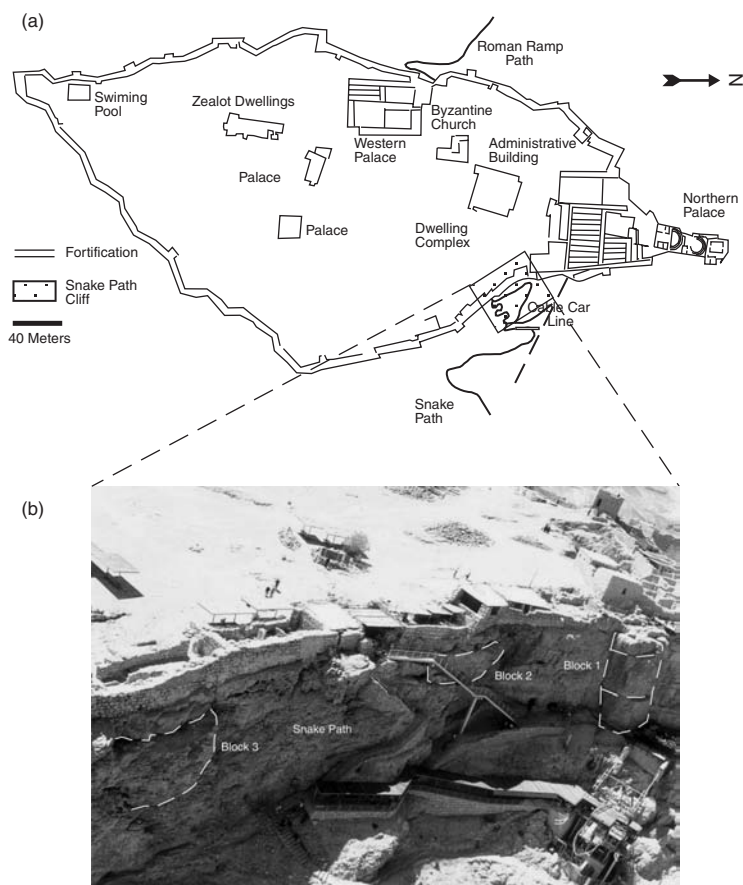 (a)
Roman Ramp
Path
N
Swiming
Pool
Zealot Dwellings
Byzantine
Church
Western
Palace
Administrative
Building
Palace
Northern
Palace
Palace
Dwelling
Complex
Fortification
Snake Path
Cliff
40 Meters
Cable Car
Line
Snake
Path
(b)
Block 1
Block 2
Snake Path
Block 3